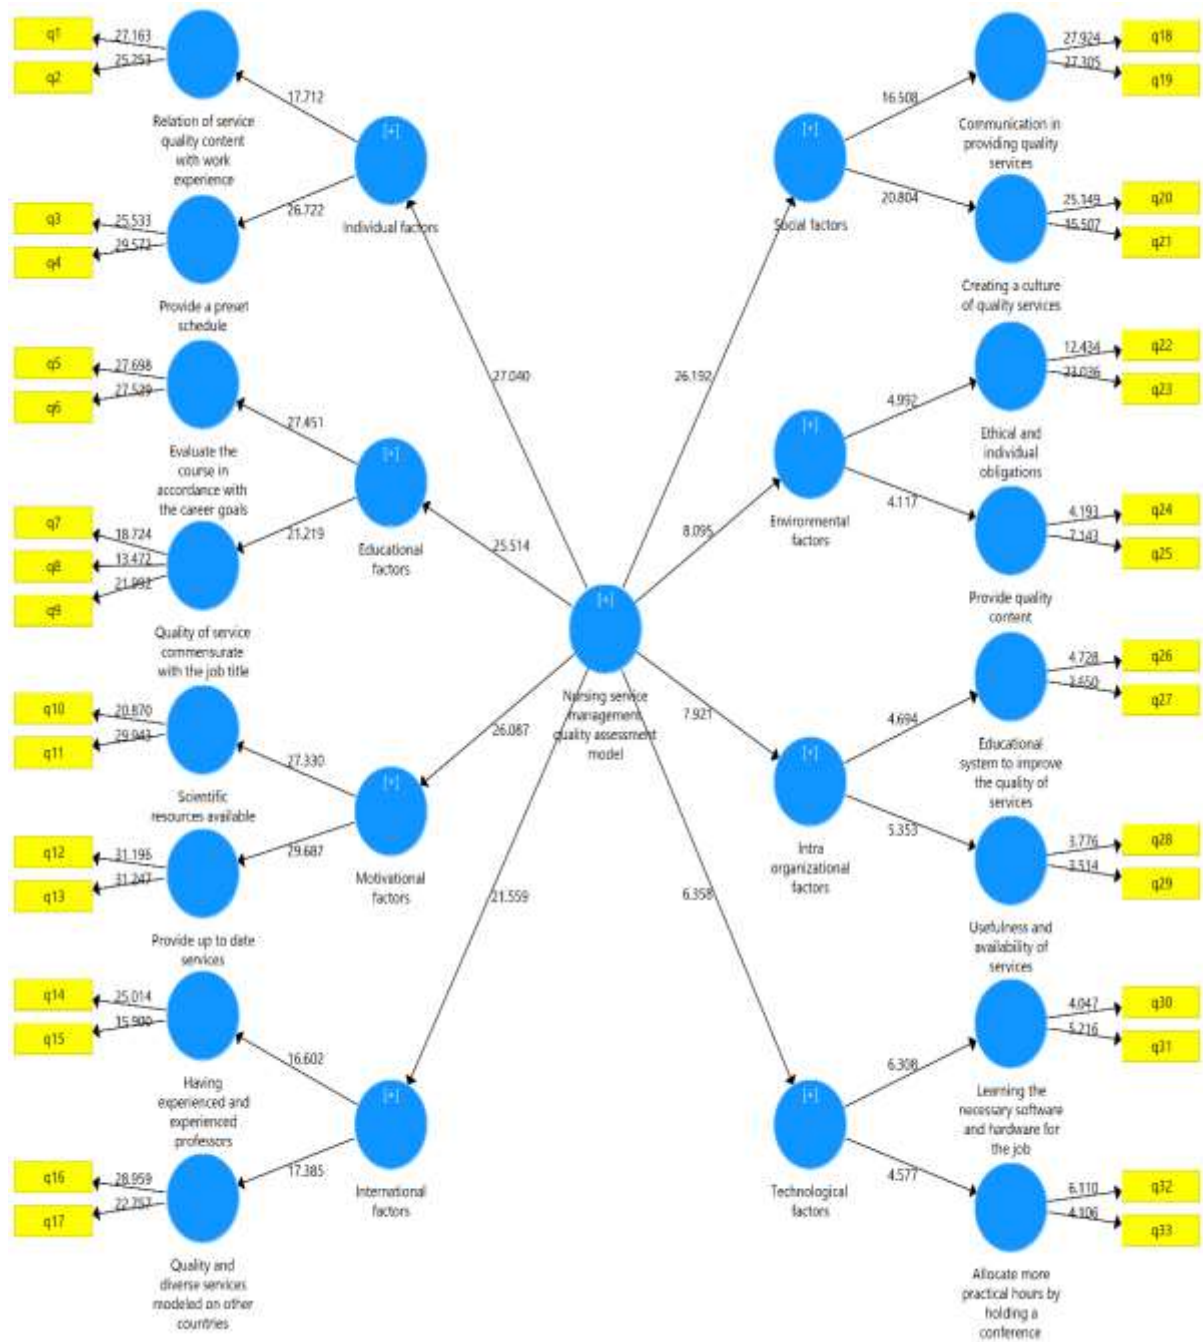 q1
27.163
q2
25.253
Relation of service
quality content
with work
experience
17.712
q3
25.533
q4
29.572
Provide a preset
schedule
26.722
[+]
Individual factors
27.040
q5
27.698
q6
27.529
Evaluate the
course in
accordance with
the career goals
27.451
q7
18.724
q8
13.472
q9
21.992
Quality of service
commensurate
with the job title
21.219
[+]
Educational
factors
25.514
q10
20.870
q11
29.943
Scientific
resources available
27.330
q12
31.196
q13
31.247
Provide up to date
services
29.687
[+]
Motivational
factors
26.087
q14
25.014
q15
15.900
Having
experienced and
experienced
professors
16.602
q16
28.959
q17
22.757
Quality and
diverse services
modeled on other
countries
17.385
[+]
International
factors
21.559
[+]
Nursing service
management
quality assessment
model
26.192
[+]
Social factors
16.508
27.924
q18
27.305
q19
Communication in
providing quality
services
20.804
25.149
q20
15.507
q21
Creating a culture
of quality services
8.095
[+]
Environmental
factors
4.992
12.434
q22
23.036
q23
Ethical and
individual
obligations
4.117
4.193
q24
7.143
q25
Provide quality
content
7.921
[+]
Intra
organizational
factors
4.694
4.728
q26
3.650
q27
Educational
system to improve
the quality of
services
5.353
3.776
q28
3.514
q29
Usefulness and
availability of
services
6.358
[+]
Technological
factors
6.308
4.047
q30
5.216
q31
Learning the
necessary software
and hardware for
the job
4.577
6.110
q32
4.106
q33
Allocate more
practical hours by
holding a
conference